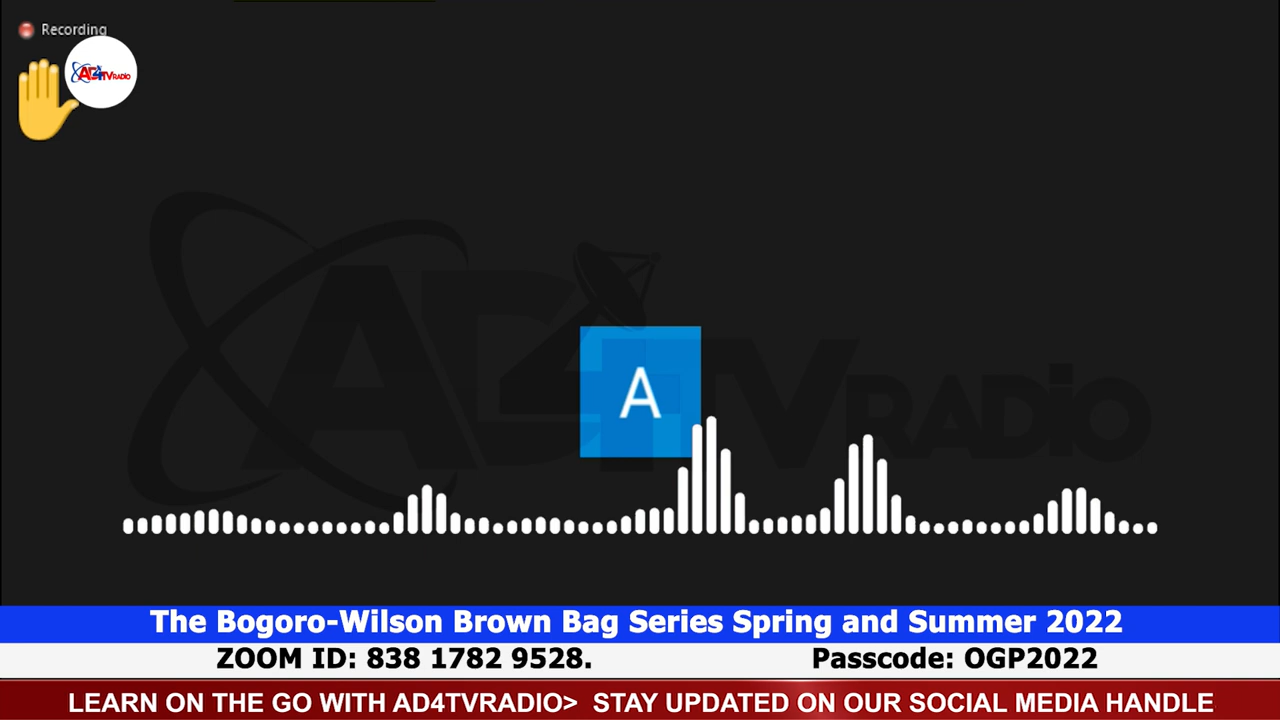 Recording
AD4TVRADIO
AD4TVRADIO
A
The Bogoro-Wilson Brown Bag Series Spring and Summer 2022
ZOOM ID: 838 1782 9528. Passcode: OGP2022
LEARN ON THE GO WITH AD4TVRADIO> STAY UPDATED ON OUR SOCIAL MEDIA HANDLE